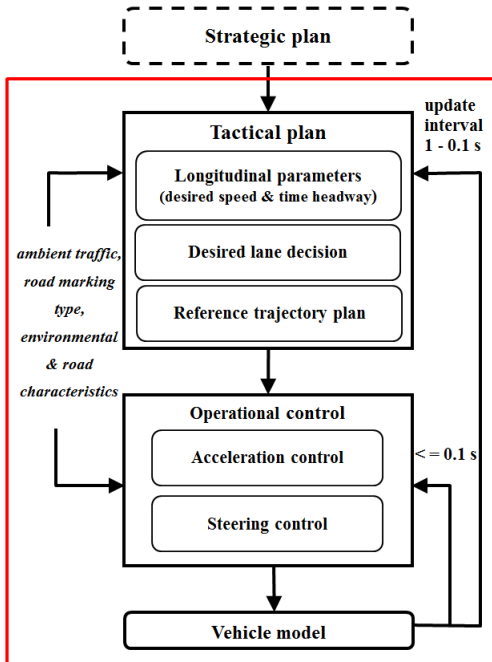 Strategic plan
update
interval
1 - 0.1 s
Tactical plan
Longitudinal parameters
(desired speed & time headway)
Desired lane decision
Reference trajectory plan
ambient traffic,
road marking
type,
environmental
& road
characteristics
Operational control
< = 0.1 s
Acceleration control
Steering control
Vehicle model